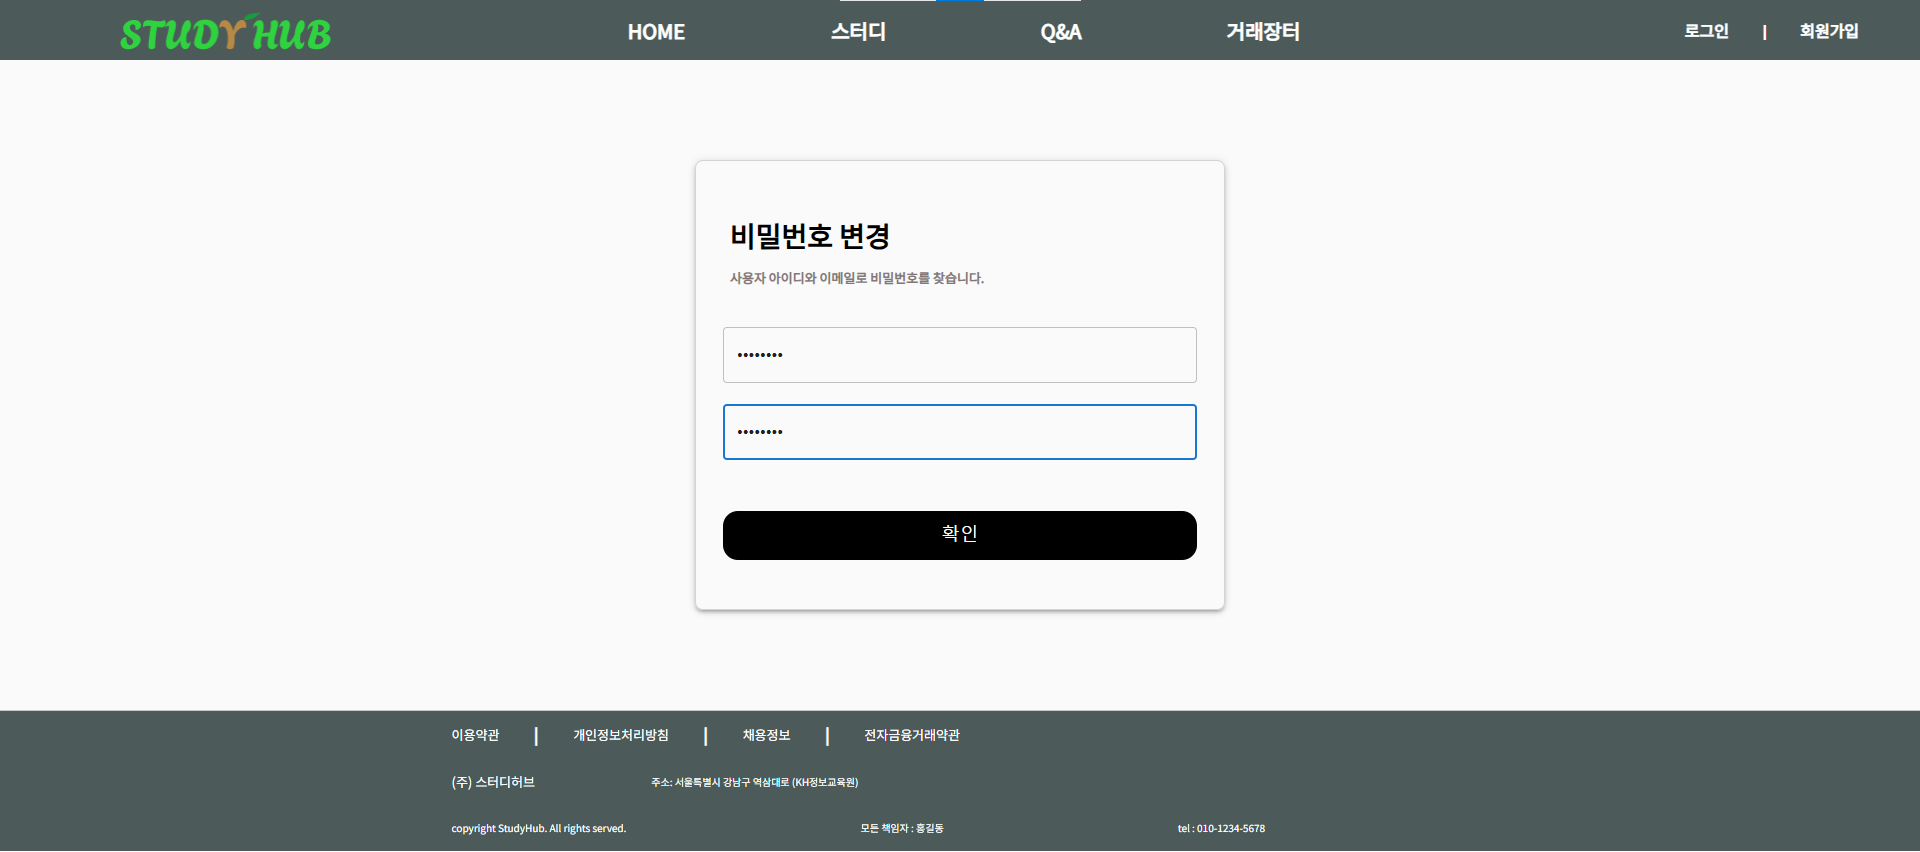 STUDYHUB
HOME 스터디 Q&A 거래장터 로그인 | 회원가입
비밀번호 변경
사용자 아이디와 이메일로 비밀번호를 찾습니다.
••••••••
••••••••
확인
이용약관 | 개인정보처리방침 | 채용정보 | 전자금융거래약관
(주) 스터디허브 주소: 서울특별시 강남구 역삼대로 (KH정보교육원)
copyright StudyHub. All rights served. 모든 책임자 : 홍길동 tel : 010-1234-5678